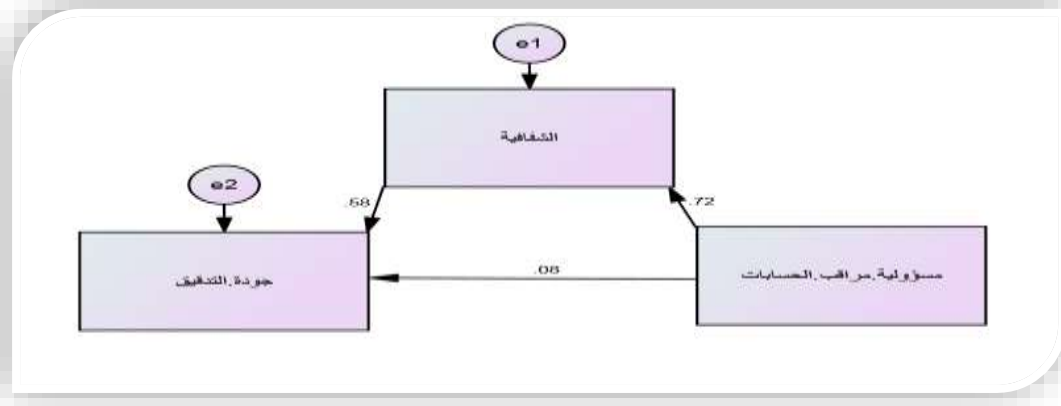 e1
الشفافية
e2
.58
.72
جودة.التدقيق
.08
مسؤولية.مراقب.الحسابات